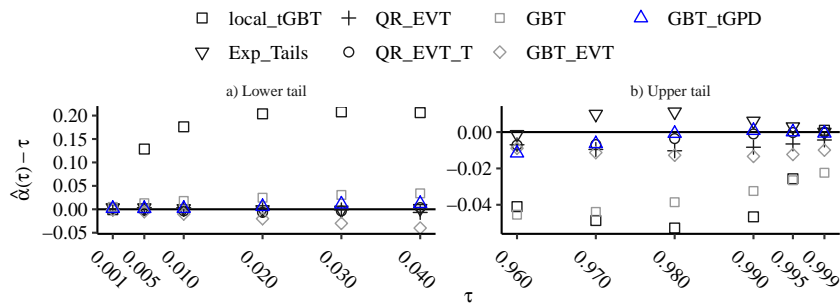 local_tGBT QR_EVT GBT GBT_tGPD
Exp_Tails QR_EVT_T GBT_EVT
a) Lower tail
b) Upper tail
α̂(τ) − τ
0.20
0.15
0.10
0.05
0.00
−0.05
0.001 0.005 0.010 0.020 0.030 0.040
0.00
−0.02
−0.04
0.960 0.970 0.980 0.990 0.995 0.999
τ